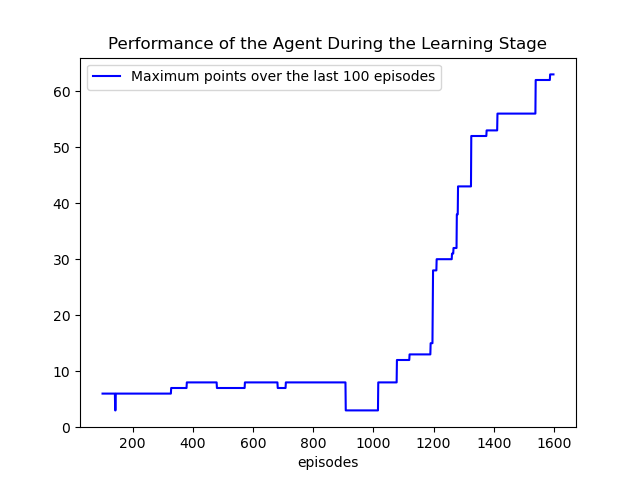 Performance of the Agent During the Learning Stage
Maximum points over the last 100 episodes
60
50
40
30
20
10
0
200 400 600 800 1000 1200 1400 1600
episodes